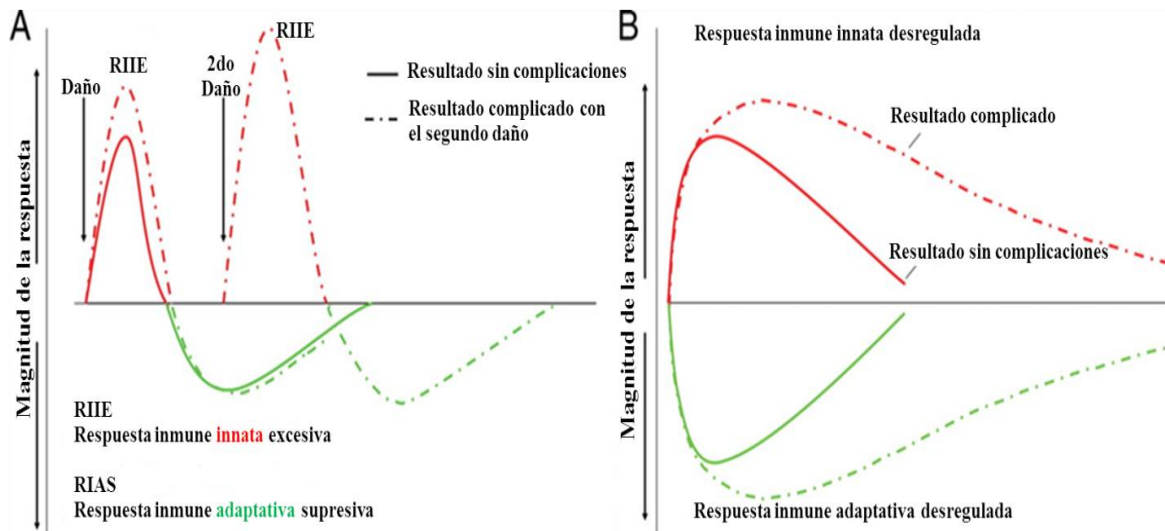 A
RIIE
RIIE
Daño
2do
Daño
Resultado sin complicaciones
Resultado complicado con
el segundo daño
Magnitud de la respuesta
RIIE
Respuesta inmune innata excesiva
RIAS
Respuesta inmune adaptativa supresiva
B
Respuesta inmune innata desregulada
Resultado complicado
Resultado sin complicaciones
Magnitud de la respuesta
Respuesta inmune adaptativa desregulada